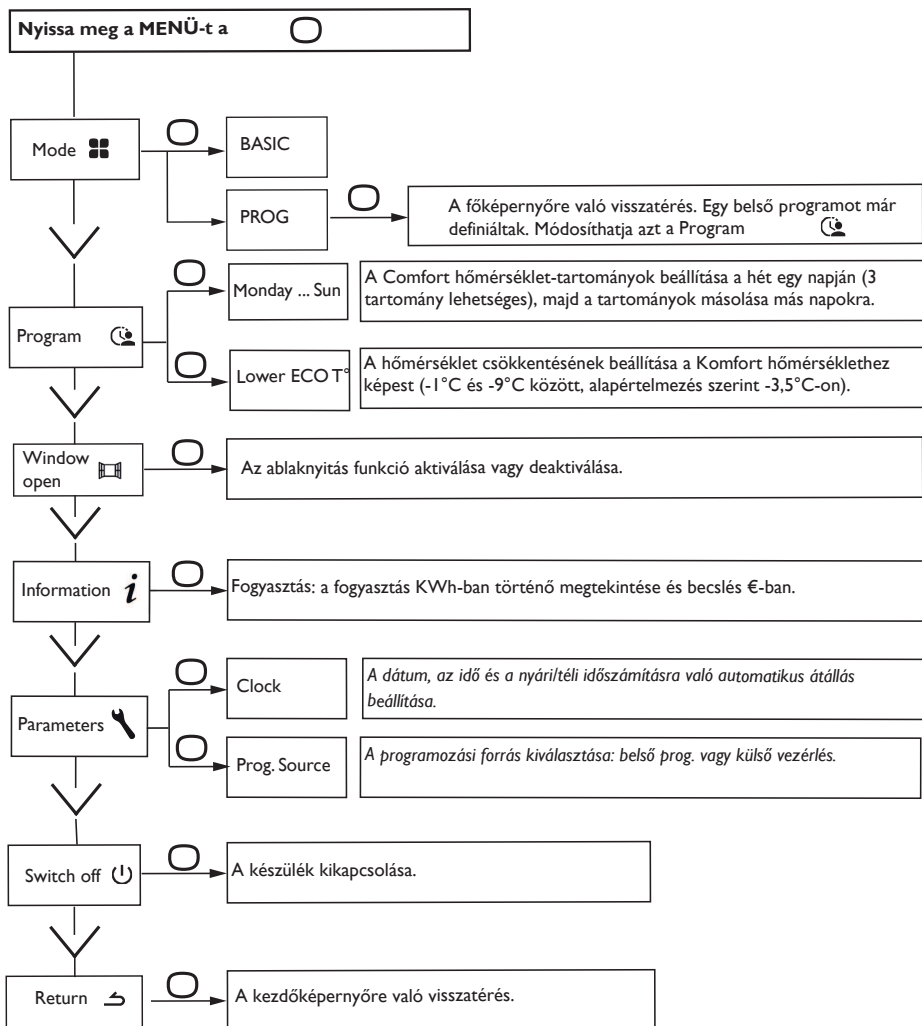 Nyissa meg a MENÜ-t a
Mode
BASIC
PROG
A főképernyőre való visszatérés. Egy belső programot már
definiáltak. Módosíthatja azt a Program
Program
Monday ... Sun
A Comfort hőmérséklet-tartományok beállítása a hét egy napján (3
tartomány lehetséges), majd a tartományok másolása más napokra.
Lower ECO T°
A hőmérséklet csökkentésének beállítása a Komfort hőmérséklethez
képest (-1°C és -9°C között, alapértelmezés szerint -3,5°C-on).
Window
open
Az ablaknyitás funkció aktiválása vagy deaktiválása.
Information i
Fogyasztás: a fogyasztás KWh-ban történő megtekintése és becslés €-ban.
Parameters
Clock
A dátum, az idő és a nyári/téli időszámításra való automatikus átállás
beállítása.
Prog. Source
A programozási forrás kiválasztása: belső prog. vagy külső vezérlés.
Switch off
A készülék kikapcsolása.
Return
A kezdőképernyőre való visszatérés.